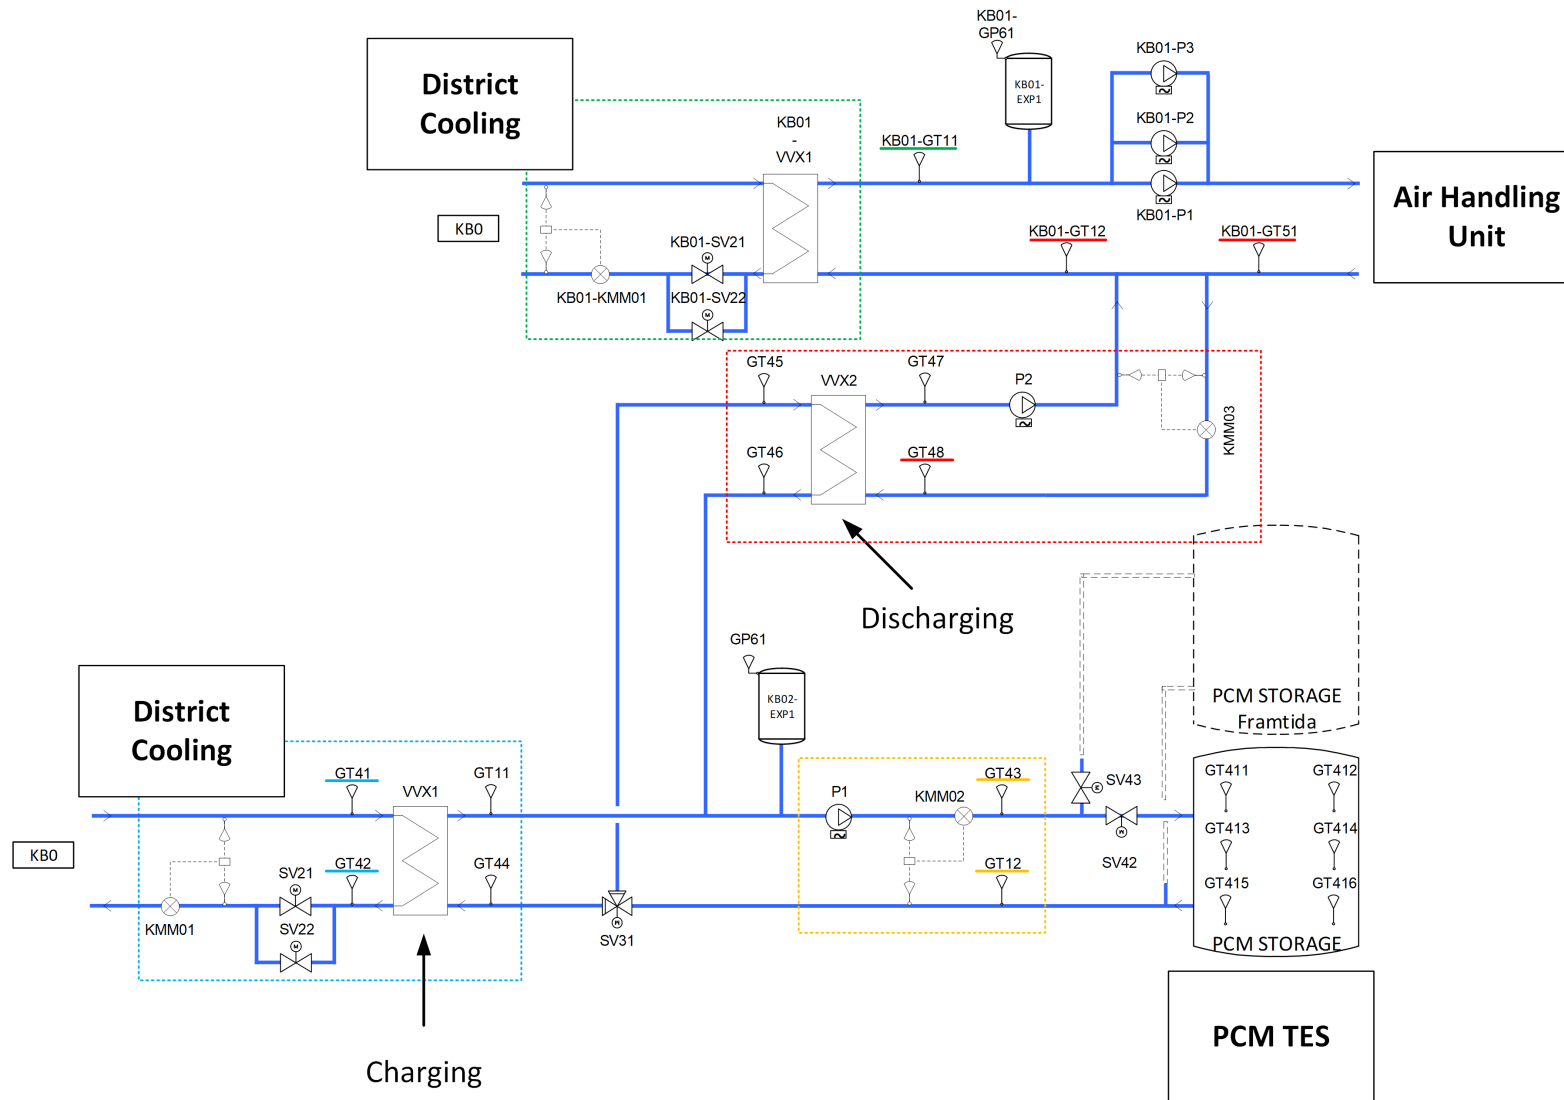 KB01-
GP61
KB01-P3
District
Cooling
KB01-
EXP1
KB01
-
VVX1
KB01-P2
KB01-GT11
Air Handling
Unit
KB01-P1
KB0
KB01-SV21
KB01-GT12
KB01-GT51
M
KB01-KMM01
KB01-SV22
M
GT45
VVX2
GT47
P2
KMM03
GT46
GT48
Discharging
GP61
KB02-
EXP1
PCM STORAGE
Framtida
District
Cooling
GT41
VVX1
GT11
P1
KMM02
GT43
SV43
M
GT411
GT412
KB0
GT413
GT414
SV21
M
GT42
GT44
GT12
SV42
M
GT415
GT416
KMM01
SV22
M
SV31
M
PCM STORAGE
PCM TES
Charging